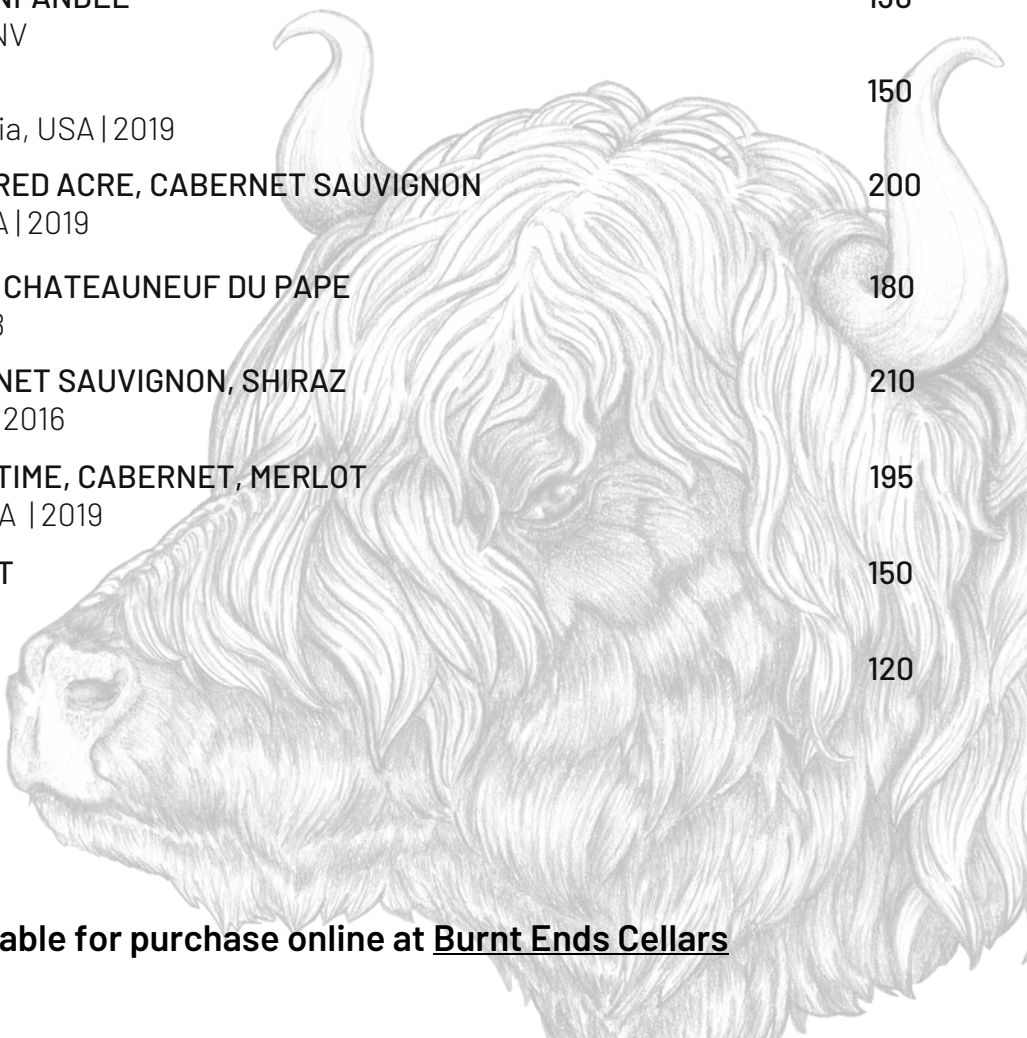 150
ia, USA | 2019
RED ACRE, CABERNET SAUVIGNON 200
A | 2019
CHATEAUNEUF DU PAPE 180
NET SAUVIGNON, SHIRAZ 210
2016
TIME, CABERNET, MERLOT 195
A | 2019
T 150
120
able for purchase online at Burnt Ends Cellars